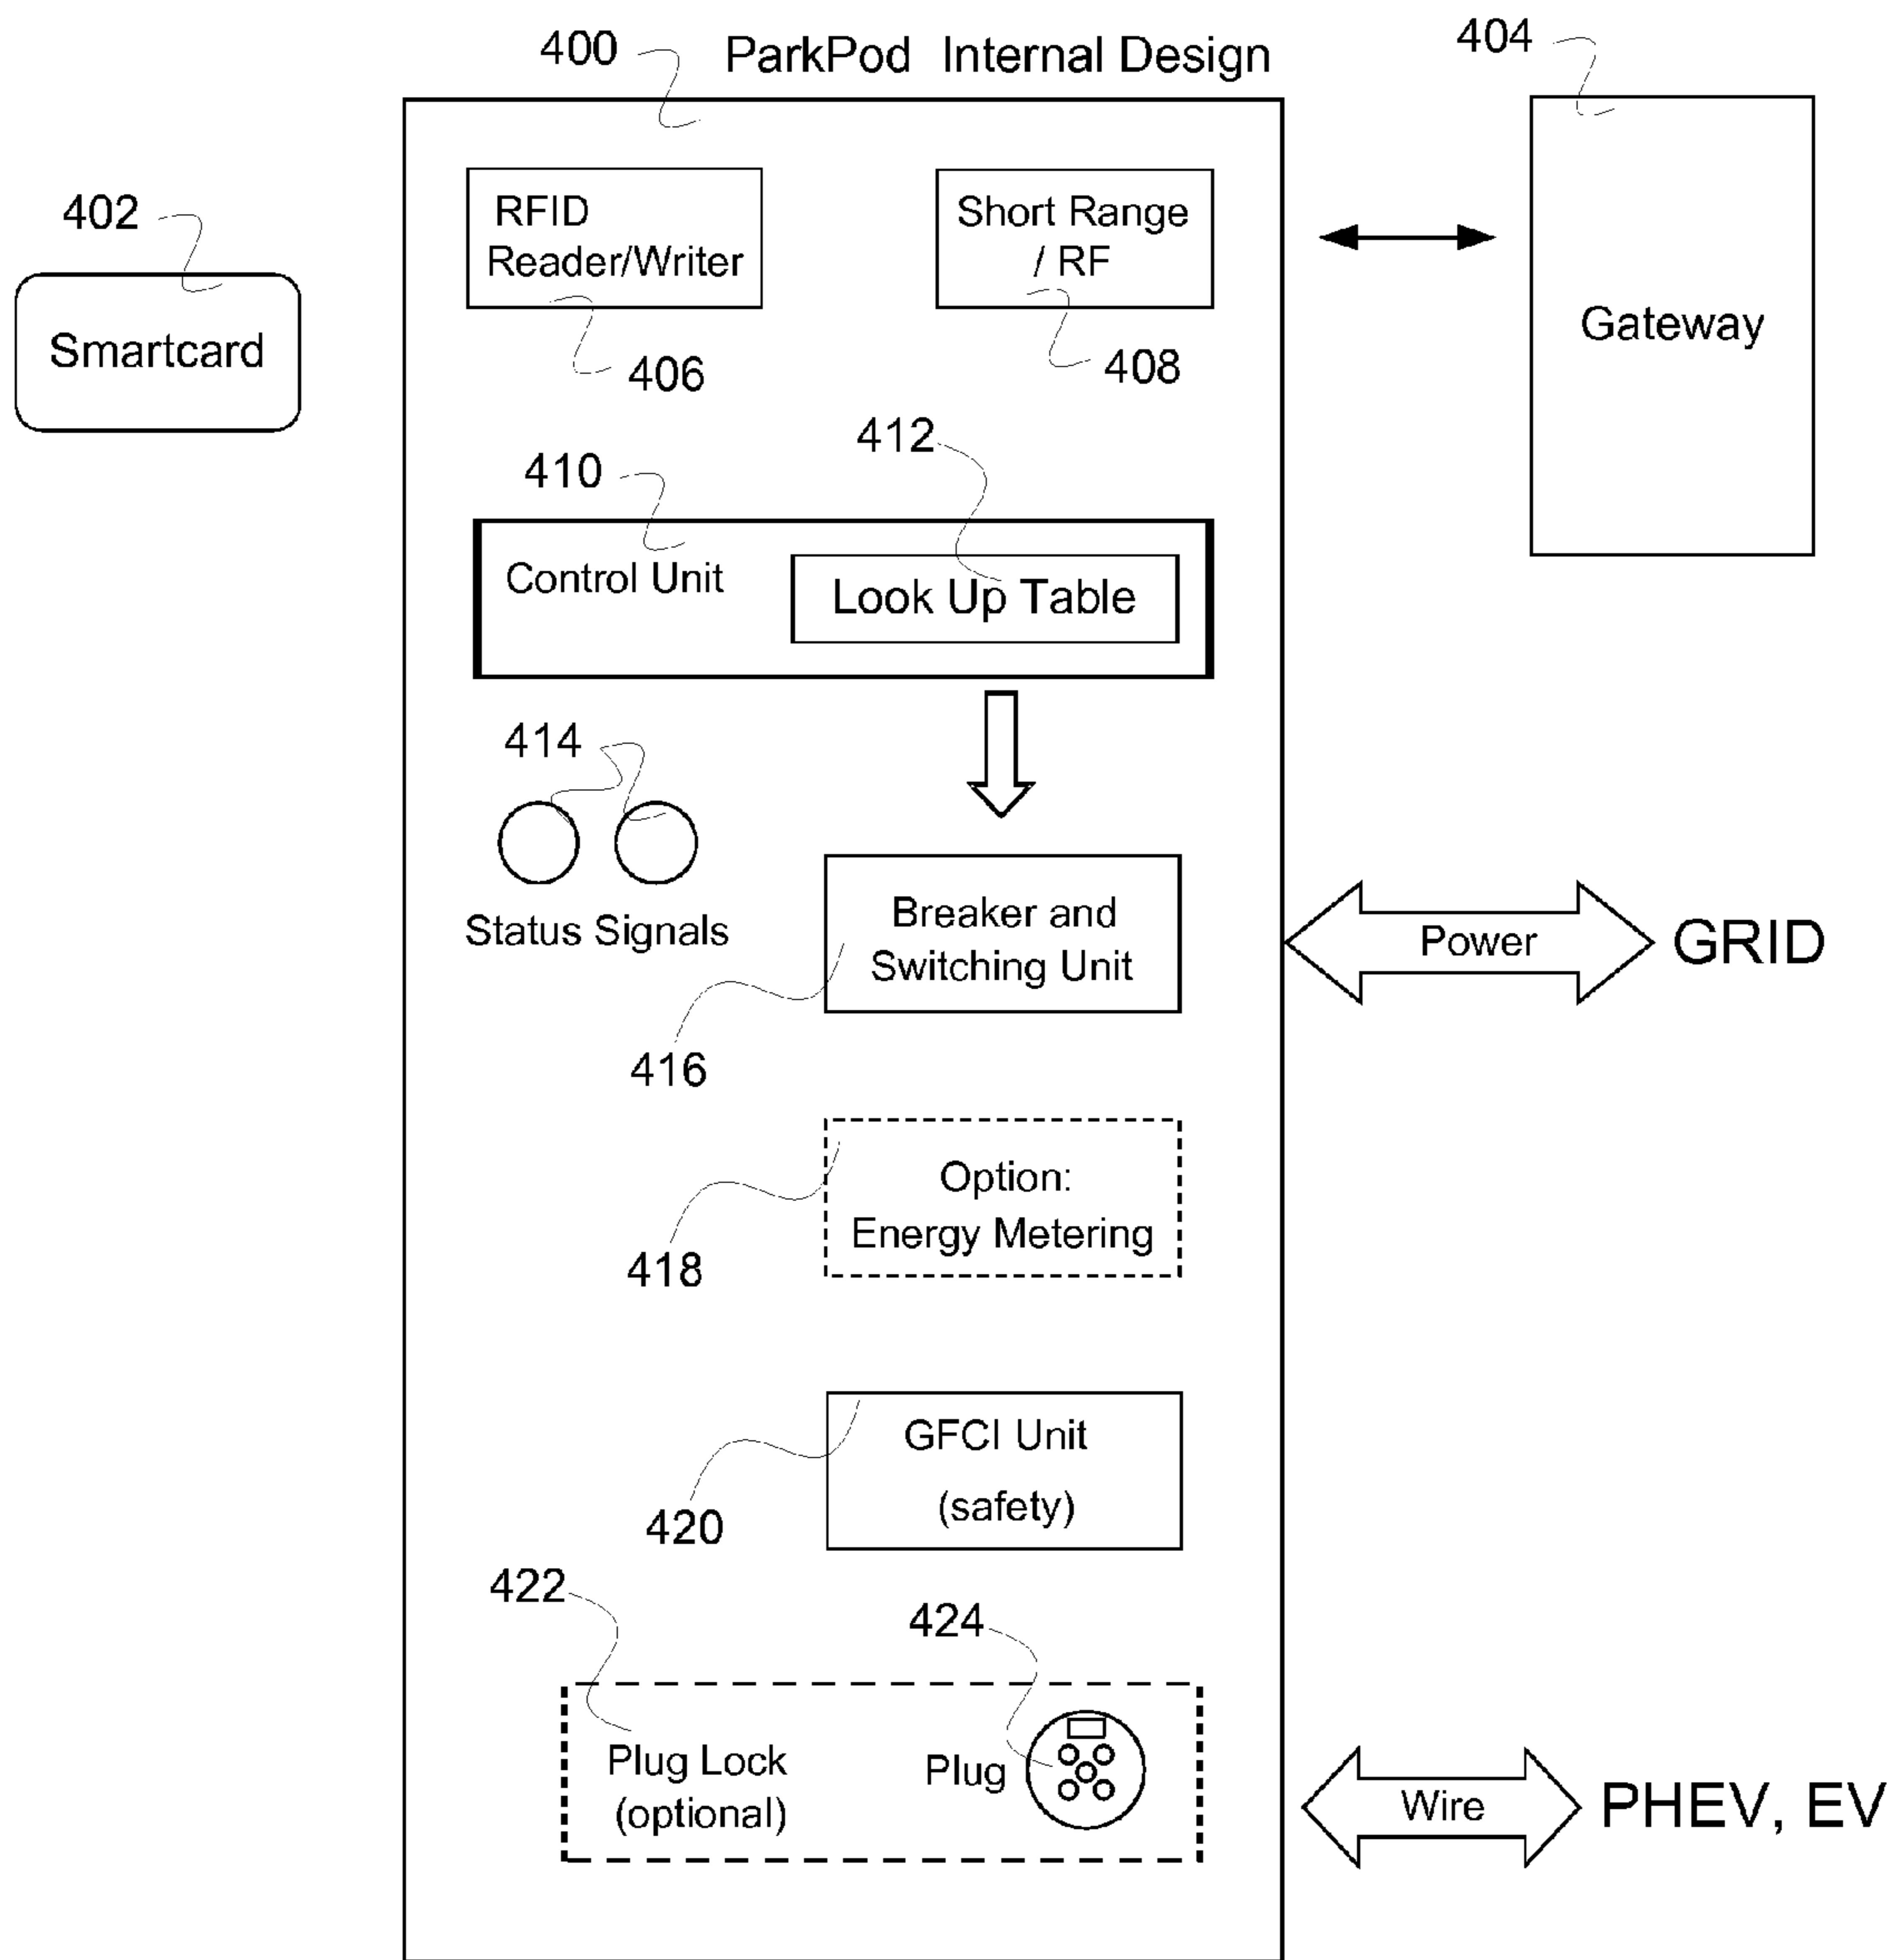 400
ParkPod Internal Design
404
402
Smartcard
RFID
Reader/Writer
406
Short Range
/ RF
408
Gateway
410
412
Control Unit
Look Up Table
414
Status Signals
Breaker and
Switching Unit
416
Power
GRID
Option:
Energy Metering
418
GFCI Unit
(safety)
420
422
424
Plug Lock
(optional)
Plug
Wire
PHEV, EV